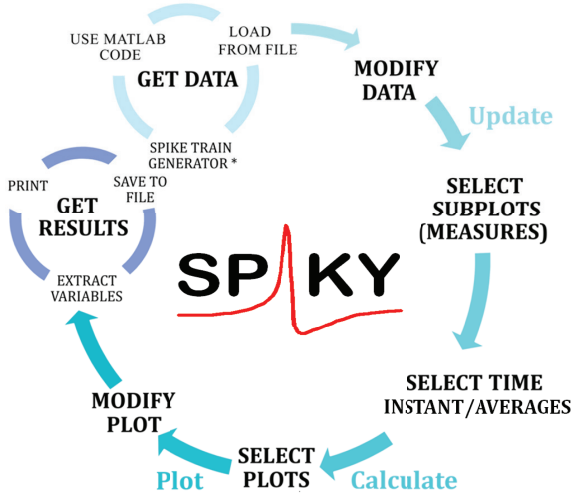 USE MATLAB
CODE
LOAD
FROM FILE
GET DATA
SPIKE TRAIN
GENERATOR *
MODIFY
DATA
Update
SELECT
SUBPLOTS
(MEASURES)
SELECT TIME
INSTANT/AVERAGES
Calculate
SELECT
PLOTS
Plot
MODIFY
PLOT
PRINT
SAVE TO
FILE
GET
RESULTS
EXTRACT
VARIABLES
SPIKY